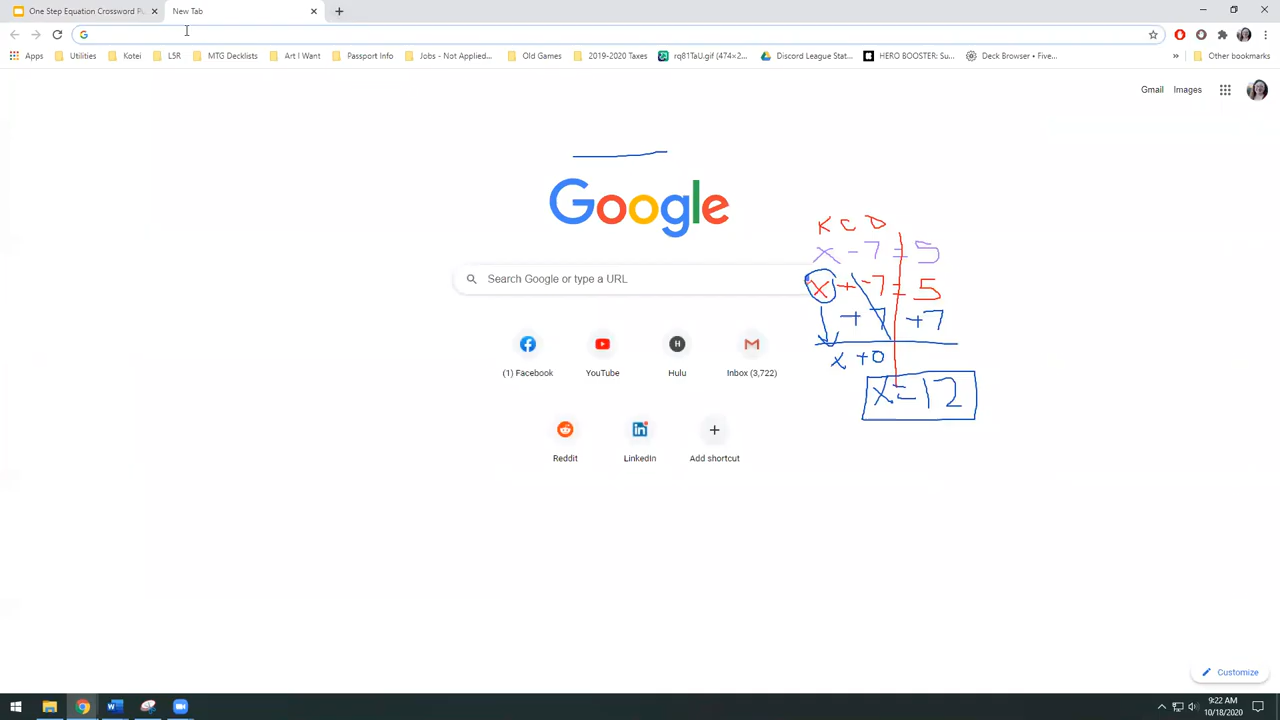 One Step Equation Crossword Pu
New Tab
Apps Utilities Kotei L5R MTG Decklists Art I Want Passport Info Jobs - Not Applied... Old Games 2019-2020 Taxes rq81TaU.gif (474×2... Discord League Stat... HERO BOOSTER: Su... Deck Browser • Five... » Other bookmarks
Gmail Images
Google
K C O
x - 7 = 5
Search Google or type a URL
x + -7 = 5
+ 7 +7
x + 0
H
(1) Facebook YouTube Hulu Inbox (3,722)
x = 12
Reddit LinkedIn Add shortcut
Customize
9:22 AM
10/18/2020